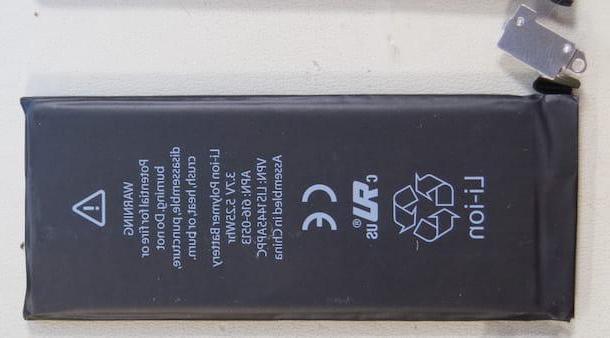 WARNING
Potential for fire or
burning. Do not
disassemble, puncture,
crush, heat or burn.
Li-ion Polymer Battery
3.7V 5.25Whr
APN: 616-0513
VPN: LIS1445APPC
Assembled in China
CE
c RU® US
Li-ion